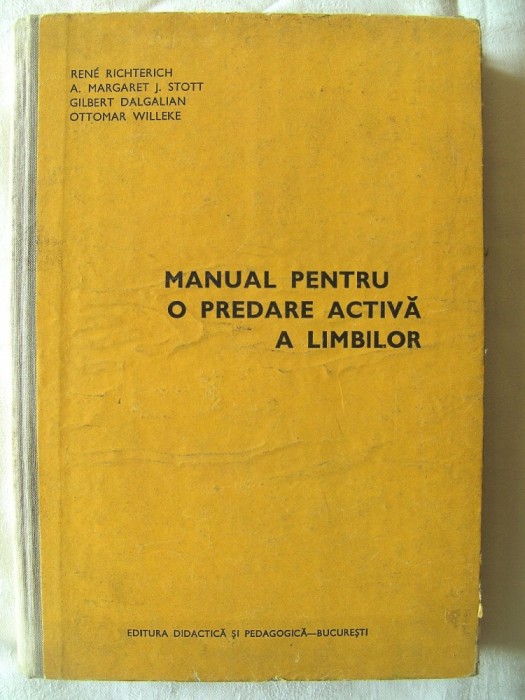 RENÉ RICHTERICH
A. MARGARET J. STOTT
GILBERT DALGALIAN
OTTOMAR WILLEKE
MANUAL PENTRU
O PREDARE ACTIVĂ
A LIMBILOR
EDITURA DIDACTICĂ ȘI PEDAGOGICĂ—BUCUREȘTI